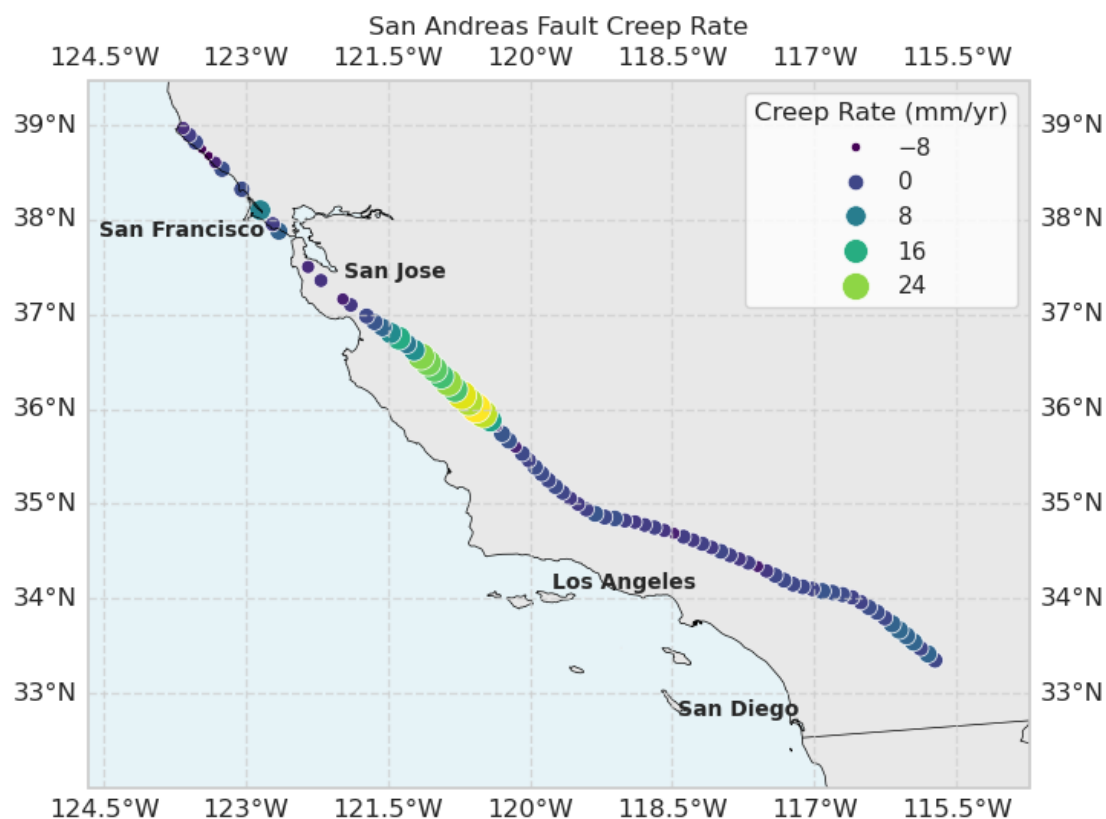 San Andreas Fault Creep Rate
124.5°W 123°W 121.5°W 120°W 118.5°W 117°W 115.5°W
Creep Rate (mm/yr)
39°N 39°N
−8
0
8
38°N 38°N
San Francisco
16
San Jose
24
37°N 37°N
36°N 36°N
35°N 35°N
Los Angeles
34°N 34°N
33°N 33°N
San Diego
124.5°W 123°W 121.5°W 120°W 118.5°W 117°W 115.5°W